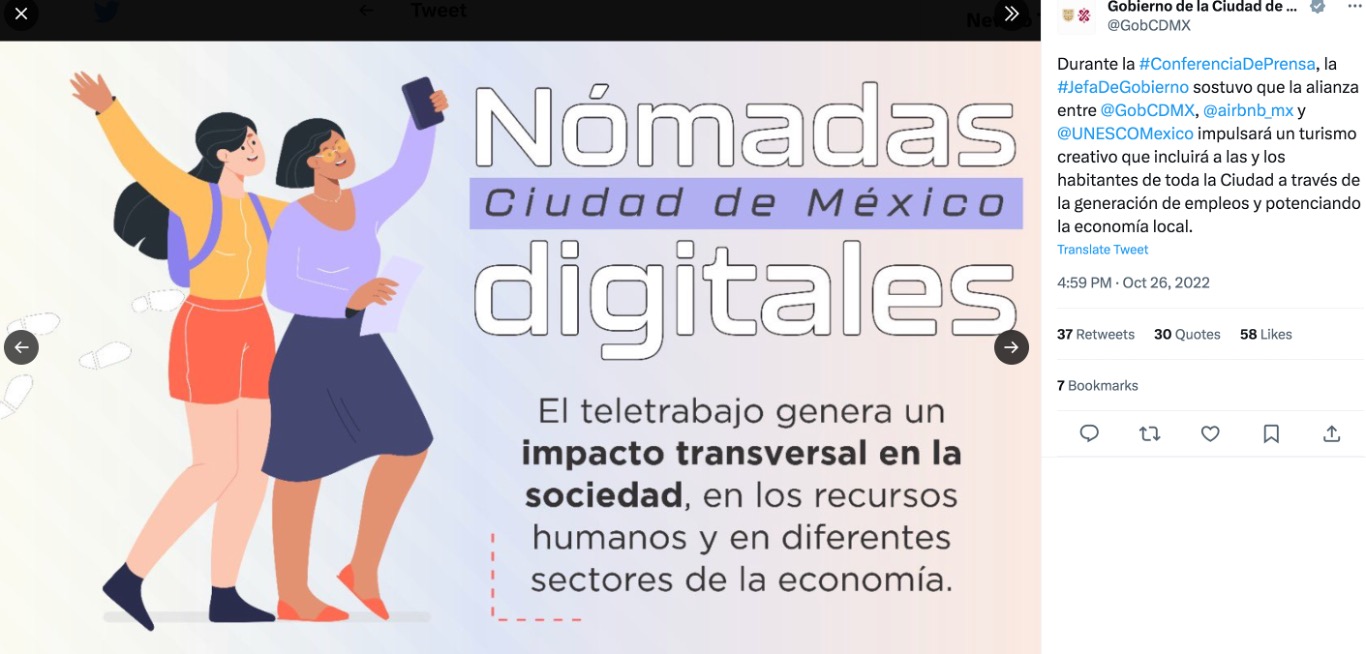 Tweet
Nómadas
Ciudad de México
digitales
El teletrabajo genera un
impacto transversal en la
sociedad, en los recursos
humanos y en diferentes
sectores de la economía.
Gobierno de la Ciudad de ...
@GobCDMX
Durante la #ConferenciaDePrensa, la
#JefaDeGobierno sostuvo que la alianza
entre @GobCDMX, @airbnb_mx y
@UNESCOMexico impulsará un turismo
creativo que incluirá a las y los
habitantes de toda la Ciudad a través de
la generación de empleos y potenciando
la economía local.
Translate Tweet
4:59 PM · Oct 26, 2022
37 Retweets 30 Quotes 58 Likes
7 Bookmarks